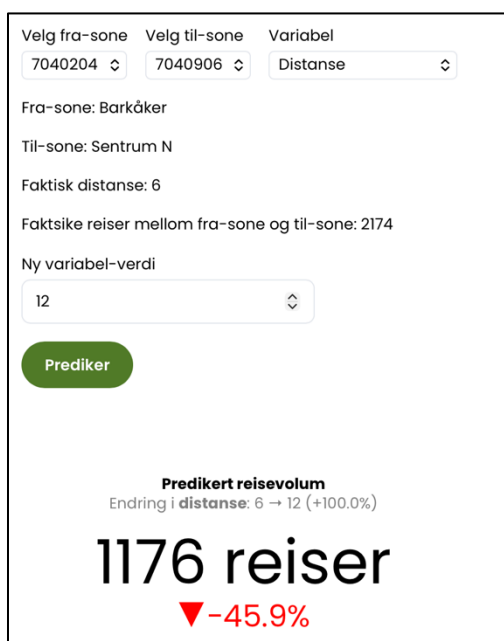 Velg fra-sone Velg til-sone Variabel
7040204 7040906 Distanse
Fra-sone: Barkåker
Til-sone: Sentrum N
Faktisk distanse: 6
Faktsike reiser mellom fra-sone og til-sone: 2174
Ny variabel-verdi
12
Prediker
Predikert reisevolum
Endring i distanse: 6 → 12 (+100.0%)
1176 reiser
▼-45.9%